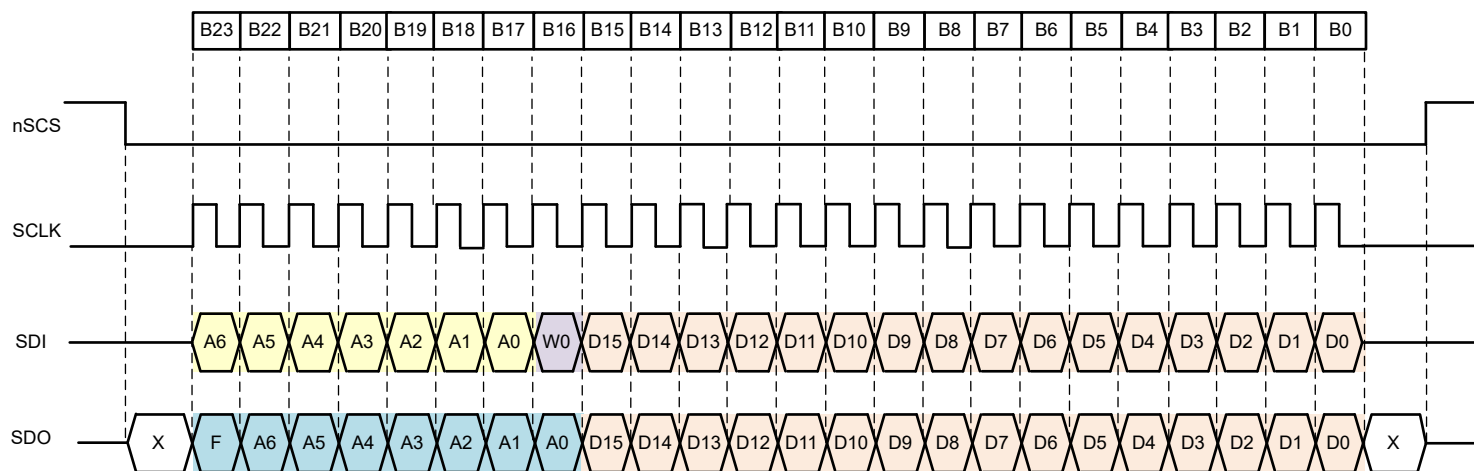 B23 B22 B21 B20 B19 B18 B17 B16 B15 B14 B13 B12 B11 B10 B9 B8 B7 B6 B5 B4 B3 B2 B1 B0
nSCS
SCLK
SDI A6 A5 A4 A3 A2 A1 A0 W0 D15 D14 D13 D12 D11 D10 D9 D8 D7 D6 D5 D4 D3 D2 D1 D0
SDO X F A6 A5 A4 A3 A2 A1 A0 D15 D14 D13 D12 D11 D10 D9 D8 D7 D6 D5 D4 D3 D2 D1 D0 X